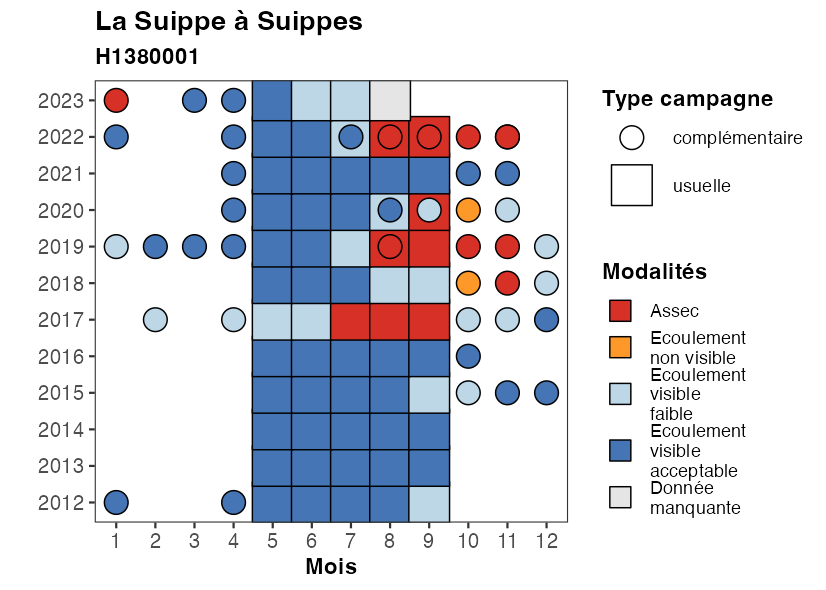 La Suippe à Suippes
H1380001
2023
2022
2021
2020
2019
2018
2017
2016
2015
2014
2013
2012
1 2 3 4 5 6 7 8 9 10 11 12
Mois
Type campagne
complémentaire
usuelle
Modalités
Assec
Ecoulement
non visible
Ecoulement
visible
faible
Ecoulement
visible
acceptable
Donnée
manquante